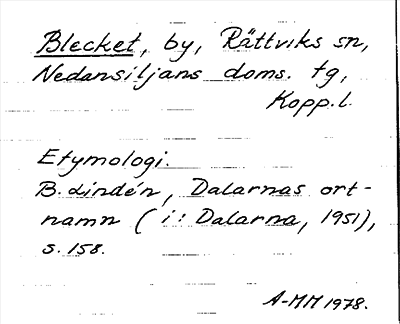 Blecket, by, Rättviks sn,
Nedansiljans doms. tg,
Kopp. l.
Etymologi.
B. Lindén, Dalarnas ort-
namn (i: Dalarna, 1951),
s. 158.
A-MM 1978.